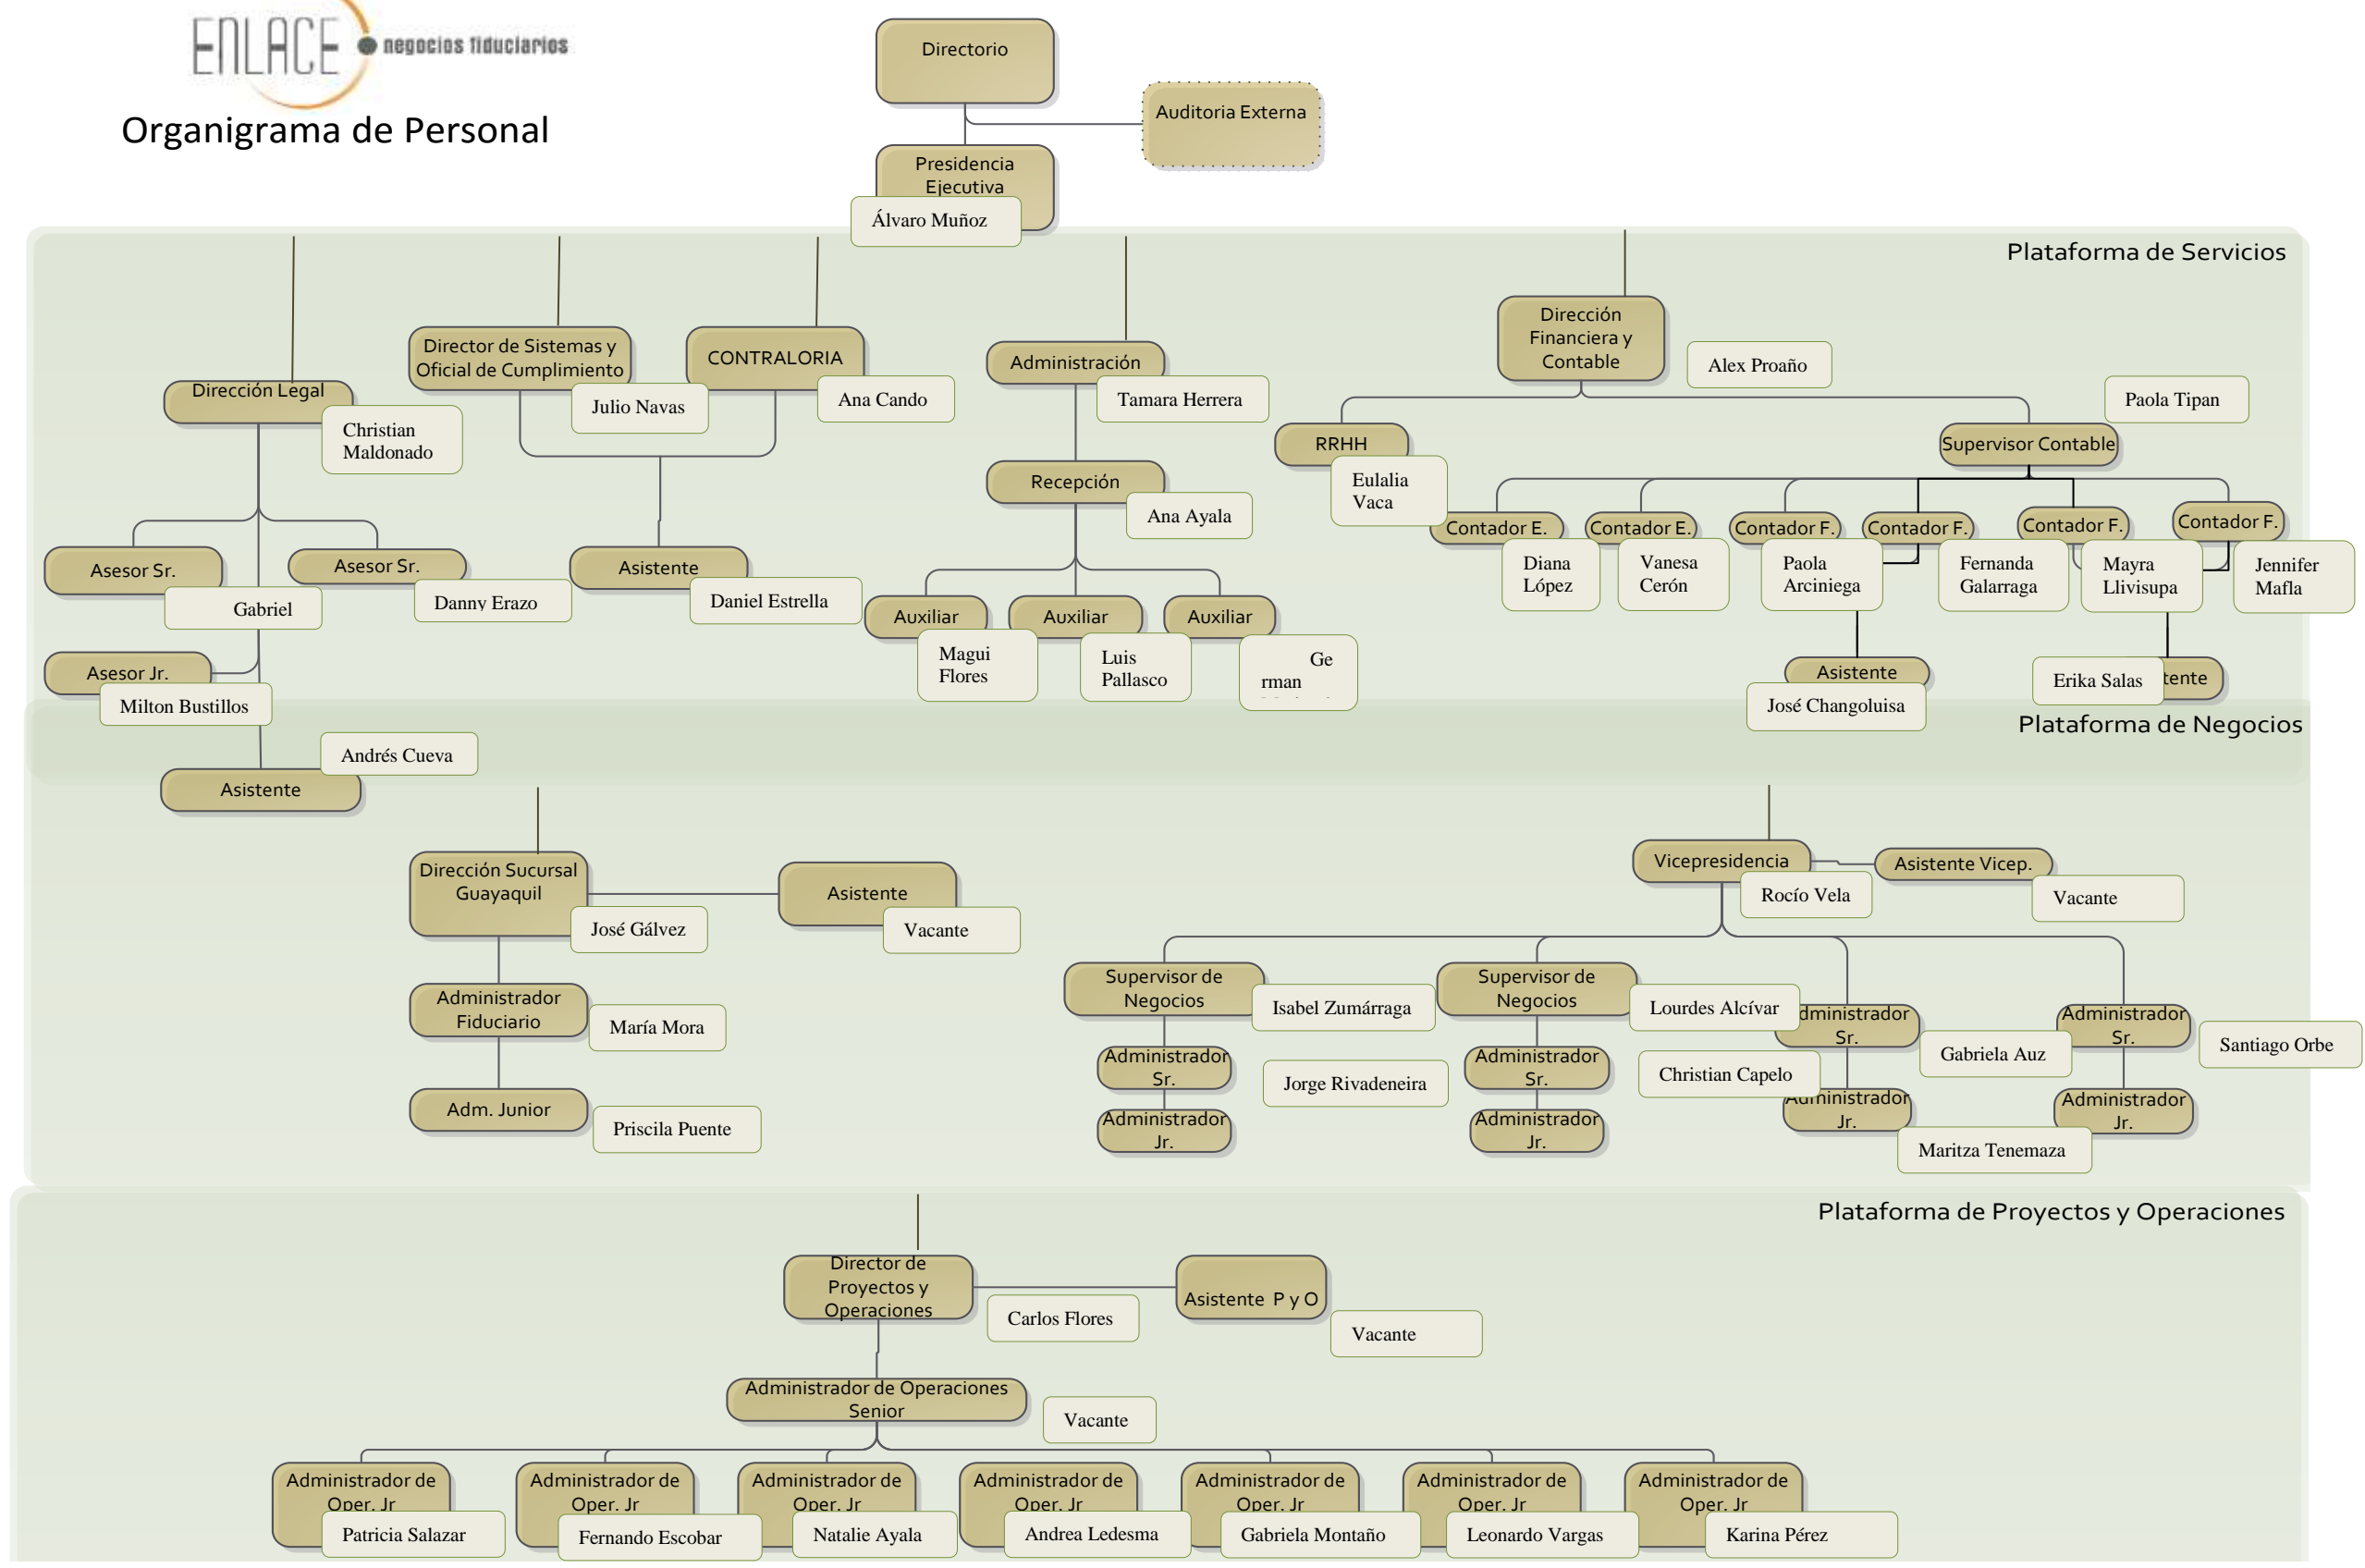 ENLACE negocios fiduciarios
Organigrama de Personal
Directorio
Auditoria Externa
Presidencia
Ejecutiva
Álvaro Muñoz
Plataforma de Servicios
Dirección Legal
Christian
Maldonado
Director de Sistemas y
Oficial de Cumplimiento
Julio Navas
CONTRALORIA
Ana Cando
Administración
Tamara Herrera
Dirección
Financiera y
Contable
Alex Proaño
Paola Tipan
RRHH
Eulalia
Vaca
Supervisor Contable
Recepción
Ana Ayala
Contador E.
Diana
López
Contador E.
Vanesa
Cerón
Contador F.
Paola
Arciniega
Contador F.
Fernanda
Galarraga
Contador F.
Mayra
Llivisupa
Contador F.
Jennifer
Mafla
Asesor Sr.
Gabriel
Asesor Sr.
Danny Erazo
Asistente
Daniel Estrella
Auxiliar
Magui
Flores
Auxiliar
Luis
Pallasco
Auxiliar
Ge
rman
Asesor Jr.
Milton Bustillos
Asistente
José Changoluisa
Erika Salas
tente
Plataforma de Negocios
Andrés Cueva
Asistente
Dirección Sucursal
Guayaquil
José Gálvez
Asistente
Vacante
Vicepresidencia
Rocío Vela
Asistente Vicep.
Vacante
Administrador
Fiduciario
María Mora
Adm. Junior
Priscila Puente
Supervisor de
Negocios
Isabel Zumárraga
Supervisor de
Negocios
Lourdes Alcívar
Administrador
Sr.
Jorge Rivadeneira
Administrador
Sr.
Christian Capelo
dministrador
Sr.
Gabriela Auz
Administrador
Sr.
Santiago Orbe
Administrador
Jr.
Administrador
Jr.
Administrador
Jr.
Maritza Tenemaza
Administrador
Jr.
Plataforma de Proyectos y Operaciones
Director de
Proyectos y
Operaciones
Carlos Flores
Asistente P y O
Vacante
Administrador de Operaciones
Senior
Vacante
Administrador de
Oper. Jr
Patricia Salazar
Administrador de
Oper. Jr
Fernando Escobar
Administrador de
Oper. Jr
Natalie Ayala
Administrador de
Oper. Jr
Andrea Ledesma
Administrador de
Oper. Jr
Gabriela Montaño
Administrador de
Oper. Jr
Leonardo Vargas
Administrador de
Oper. Jr
Karina Pérez